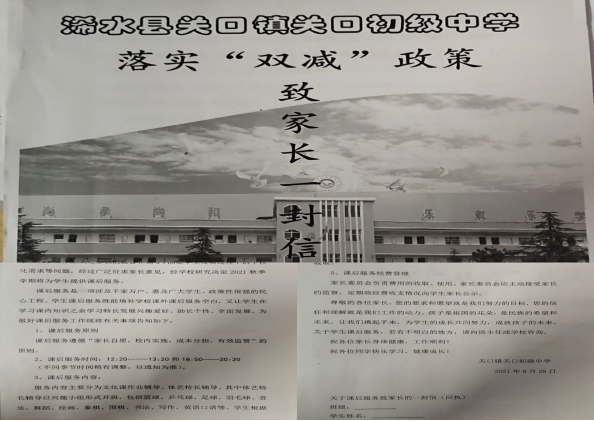 浠水县关口镇关口初级中学
落实“双减”政策
致家长一封信
化需求等问题，经过广泛征求家长意见，经学校研究决定2021秋季
学期将为学生提供课后服务。
课后服务是一项涉及千家万户，惠及广大学生，政策性很强的民
心工程，学生课后服务既能填补学校课外课后服务空白，又让学生在
学习课内知识之余学习特长发展兴趣爱好，助长个性，全面发展。为
做好课后服务工作现将有关事项告知如下。
1、课后服务原则
课后服务遵循“家长自愿，校内实施，成本分担，有效监管”的
原则。
2、课后服务时间：12:20——13:20和18:50——20:20
（不同季节时间稍有调整，以通知为准）。
3、课后服务内容：
服务内容主要分为文化课作业辅导、体艺特长辅导，其中体艺特
长辅导以兴趣小组形式开班，包括篮球、乒乓球、足球、羽毛球、音
乐、舞蹈、绘画、象棋、围棋、书法、写作、英语口语等，学生根据
5、课后服务经费管理
家长委员会负责费用的收取、使用，家长委员会应主动接受家长
的监督，定期将经费收支情况向学生家长公示。
尊敬的各位家长，您的要求和愿望就是我们努力的目标，您的信
任和理解就是我们工作的动力。孩子是祖国的花朵，是民族的希望和
未来，让我们携起手来，为学生的成长共同努力，成就孩子的未来。
关于学生课后服务，若有不明白的地方，请向班主任或学校咨询。
祝各位家长身体健康，工作顺利！
祝各位同学快乐学习，健康成长！
关口镇关口初级中学
2021年8月29日
关于课后服务致家长的一封信（回执）
班级：
学生姓名：